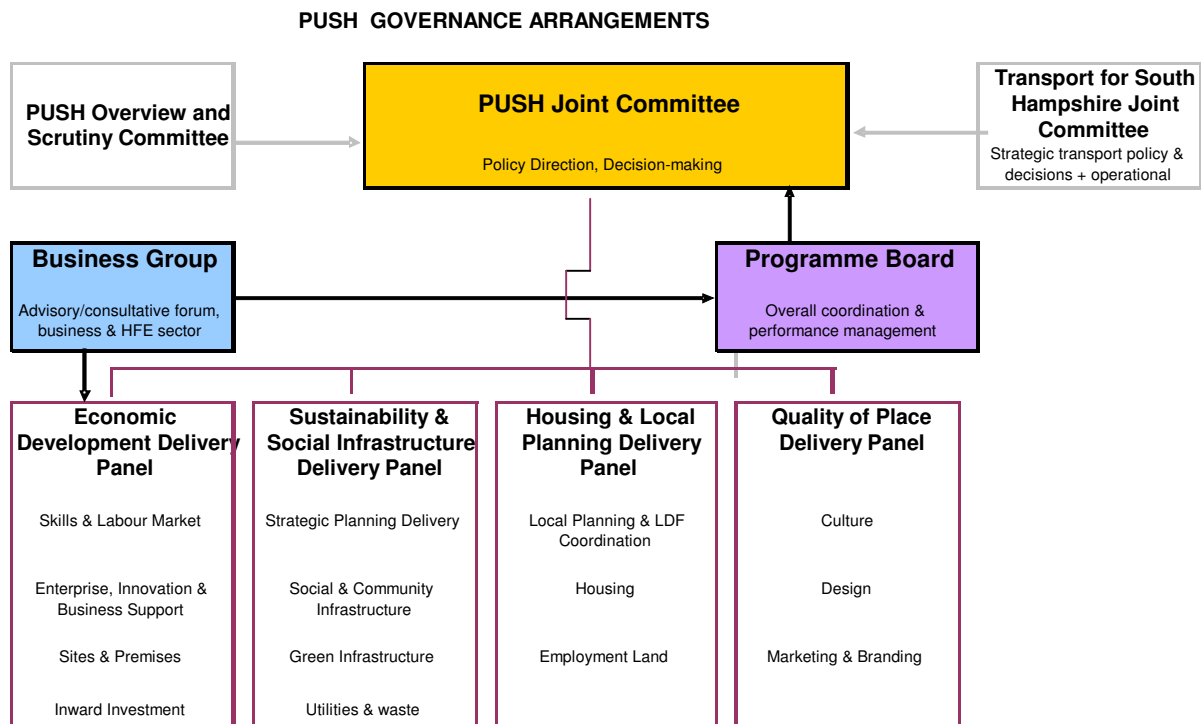 PUSH GOVERNANCE ARRANGEMENTS
PUSH Overview and
Scrutiny Committee
PUSH Joint Committee
Policy Direction, Decision-making
Transport for South
Hampshire Joint
Committee
Strategic transport policy &
decisions + operational
Business Group
Advisory/consultative forum,
business & HFE sector
Programme Board
Overall coordination &
performance management
Economic
Development Delivery
Panel
Skills & Labour Market
Enterprise, Innovation &
Business Support
Sites & Premises
Inward Investment
Sustainability &
Social Infrastructure
Delivery Panel
Strategic Planning Delivery
Social & Community
Infrastructure
Green Infrastructure
Utilities & waste
Housing & Local
Planning Delivery
Panel
Local Planning & LDF
Coordination
Housing
Employment Land
Quality of Place
Delivery Panel
Culture
Design
Marketing & Branding